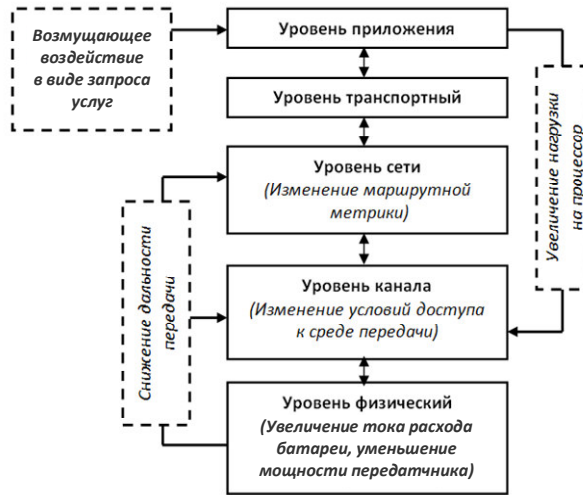 Возмущающее
воздействие
в виде запроса
услуг
Уровень приложения
Уровень транспортный
Уровень сети
(Изменение маршрутной
метрики)
Уровень канала
(Изменение условий доступа
к среде передачи)
Уровень физический
(Увеличение тока расхода
батареи, уменьшение
мощности передатчика)
Снижение дальности
передачи
Увеличение нагрузки
на процессор